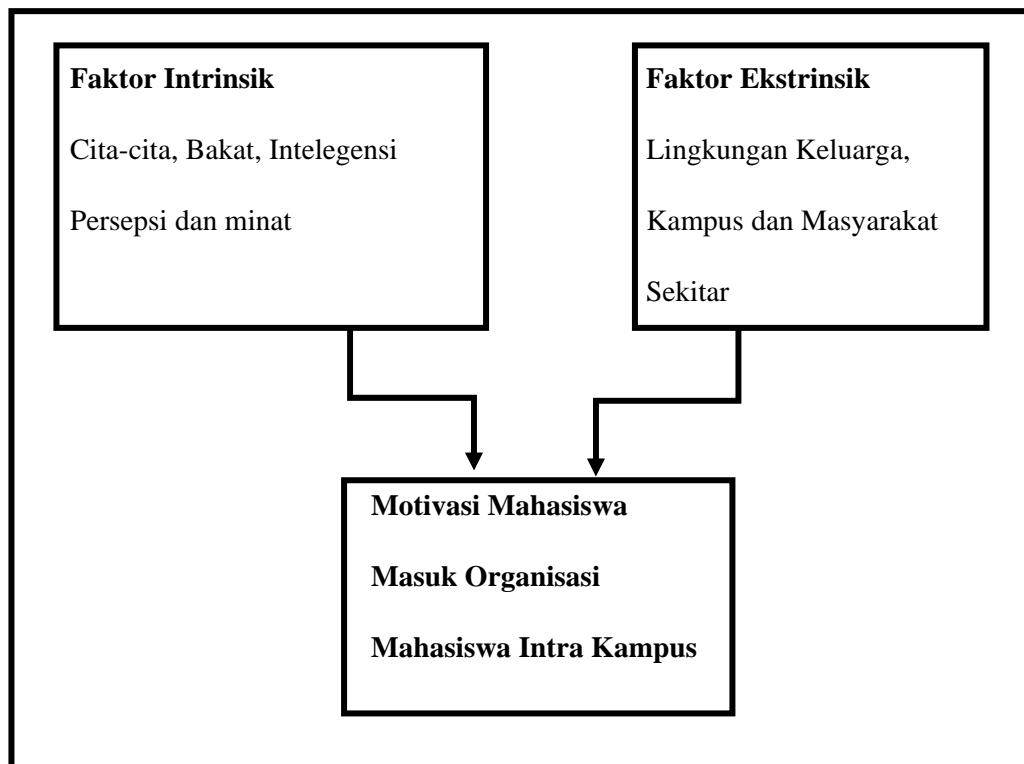 Faktor Intrinsik
Cita-cita, Bakat, Intelegensi
Persepsi dan minat
Faktor Ekstrinsik
Lingkungan Keluarga,
Kampus dan Masyarakat
Sekitar
Motivasi Mahasiswa
Masuk Organisasi
Mahasiswa Intra Kampus